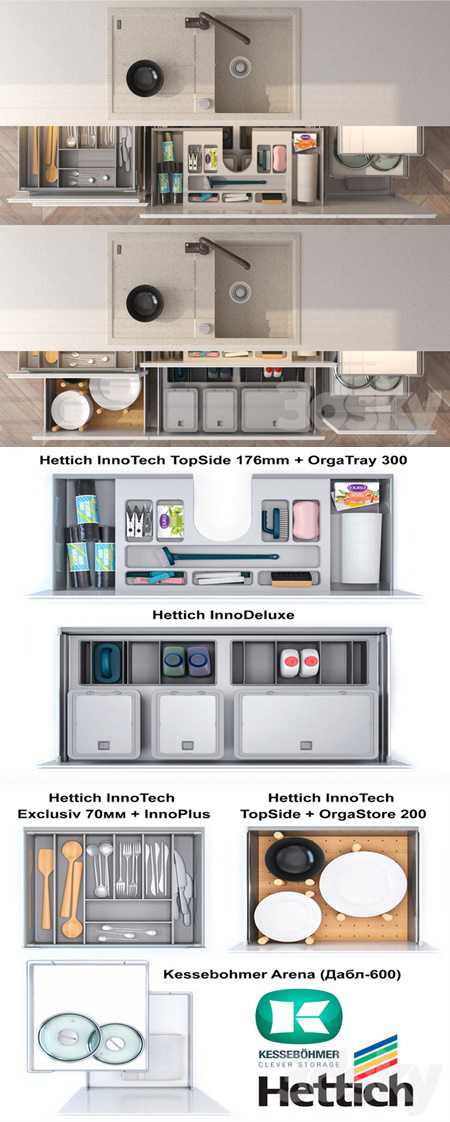 3dsky
Hettich InnoTech TopSide 176mm + OrgaTray 300
Hettich InnoDeluxe
Hettich InnoTech
Exclusiv 70мм + InnoPlus
Hettich InnoTech
TopSide + OrgaStore 200
Kessebohmer Arena (Дабл-600)
KESSEBÖHMER
CLEVER STORAGE
Hettich